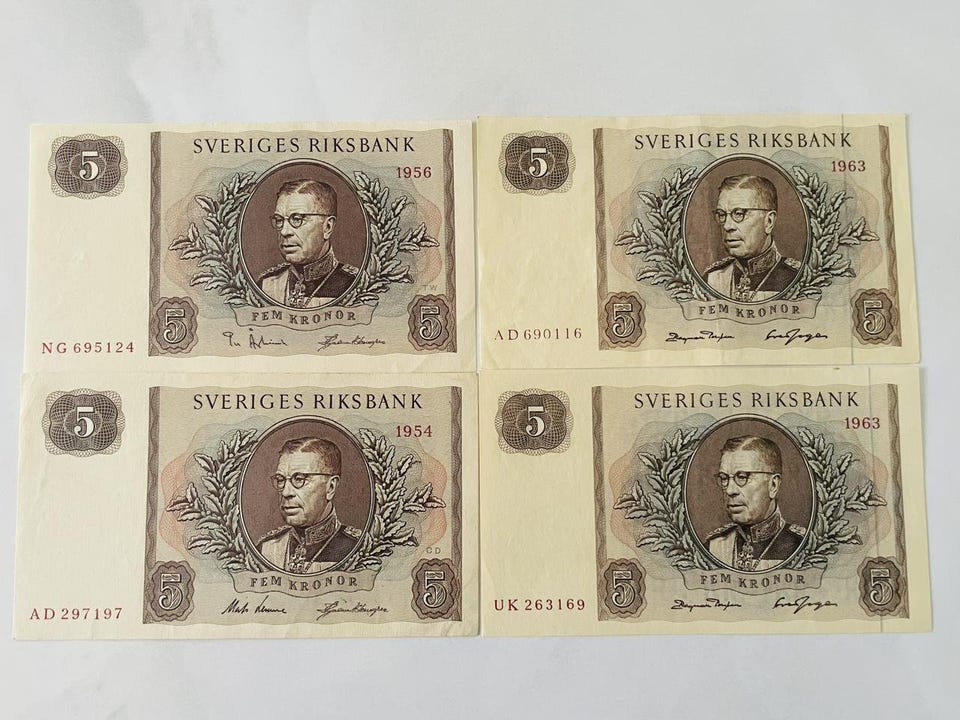 5
SVERIGES RIKSBANK
1956
TW
FEM KRONOR
5 5
NG 695124
5
SVERIGES RIKSBANK
1963
FEM KRONOR
5 5
AD 690116
5
SVERIGES RIKSBANK
1954
CD
FEM KRONOR
5 5
AD 297197
5
SVERIGES RIKSBANK
1963
FEM KRONOR
5 5
UK 263169